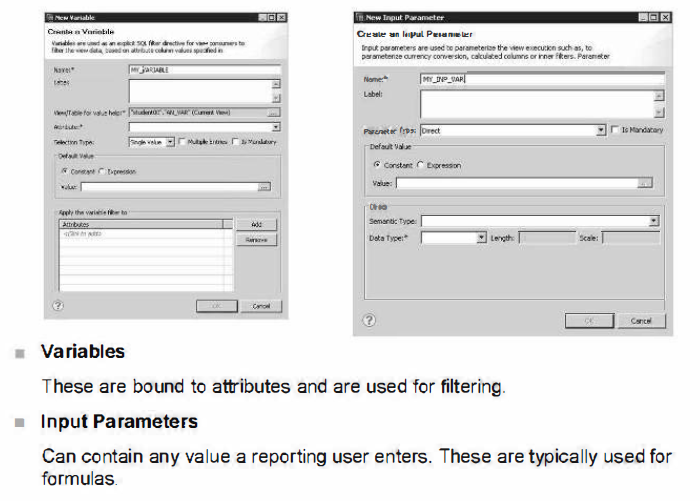 New Variable
Create a Variable
Variables are used as an explicit SQL filter directive for view consumers to
filter the view data, based on attribute column values specified in
Name:*
MY_VARIABLE
Label:
View/Table for value help:*
"student00"."AN_VAR" (Current View)
...
Attribute:*
Selection Type:
Single Value
Multiple Entries
Is Mandatory
Default Value
Constant
Expression
Value:
...
Apply the variable filter to
Attributes
Add
Remove
OK
Cancel
New Input Parameter
Create an Input Parameter
Input parameters are used to parameterize the view execution such as, to
parameterize currency conversion, calculated columns or inner filters. Parameter
Name:*
MY_INP_VAR
Label:
Parameter Type:
Direct
Is Mandatory
Default Value
Constant
Expression
Value:
...
Direct
Semantic Type:
Data Type:*
Length:
Scale:
OK
Cancel
Variables
These are bound to attributes and are used for filtering.
Input Parameters
Can contain any value a reporting user enters. These are typically used for
formulas.